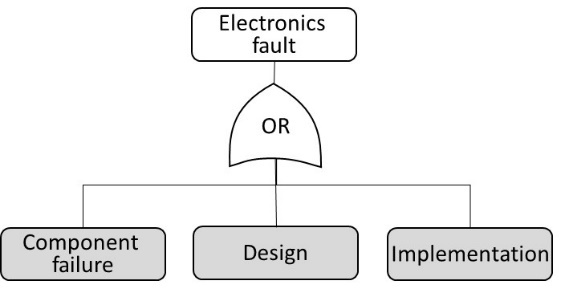 Electronics
fault
OR
Component
failure
Design
Implementation